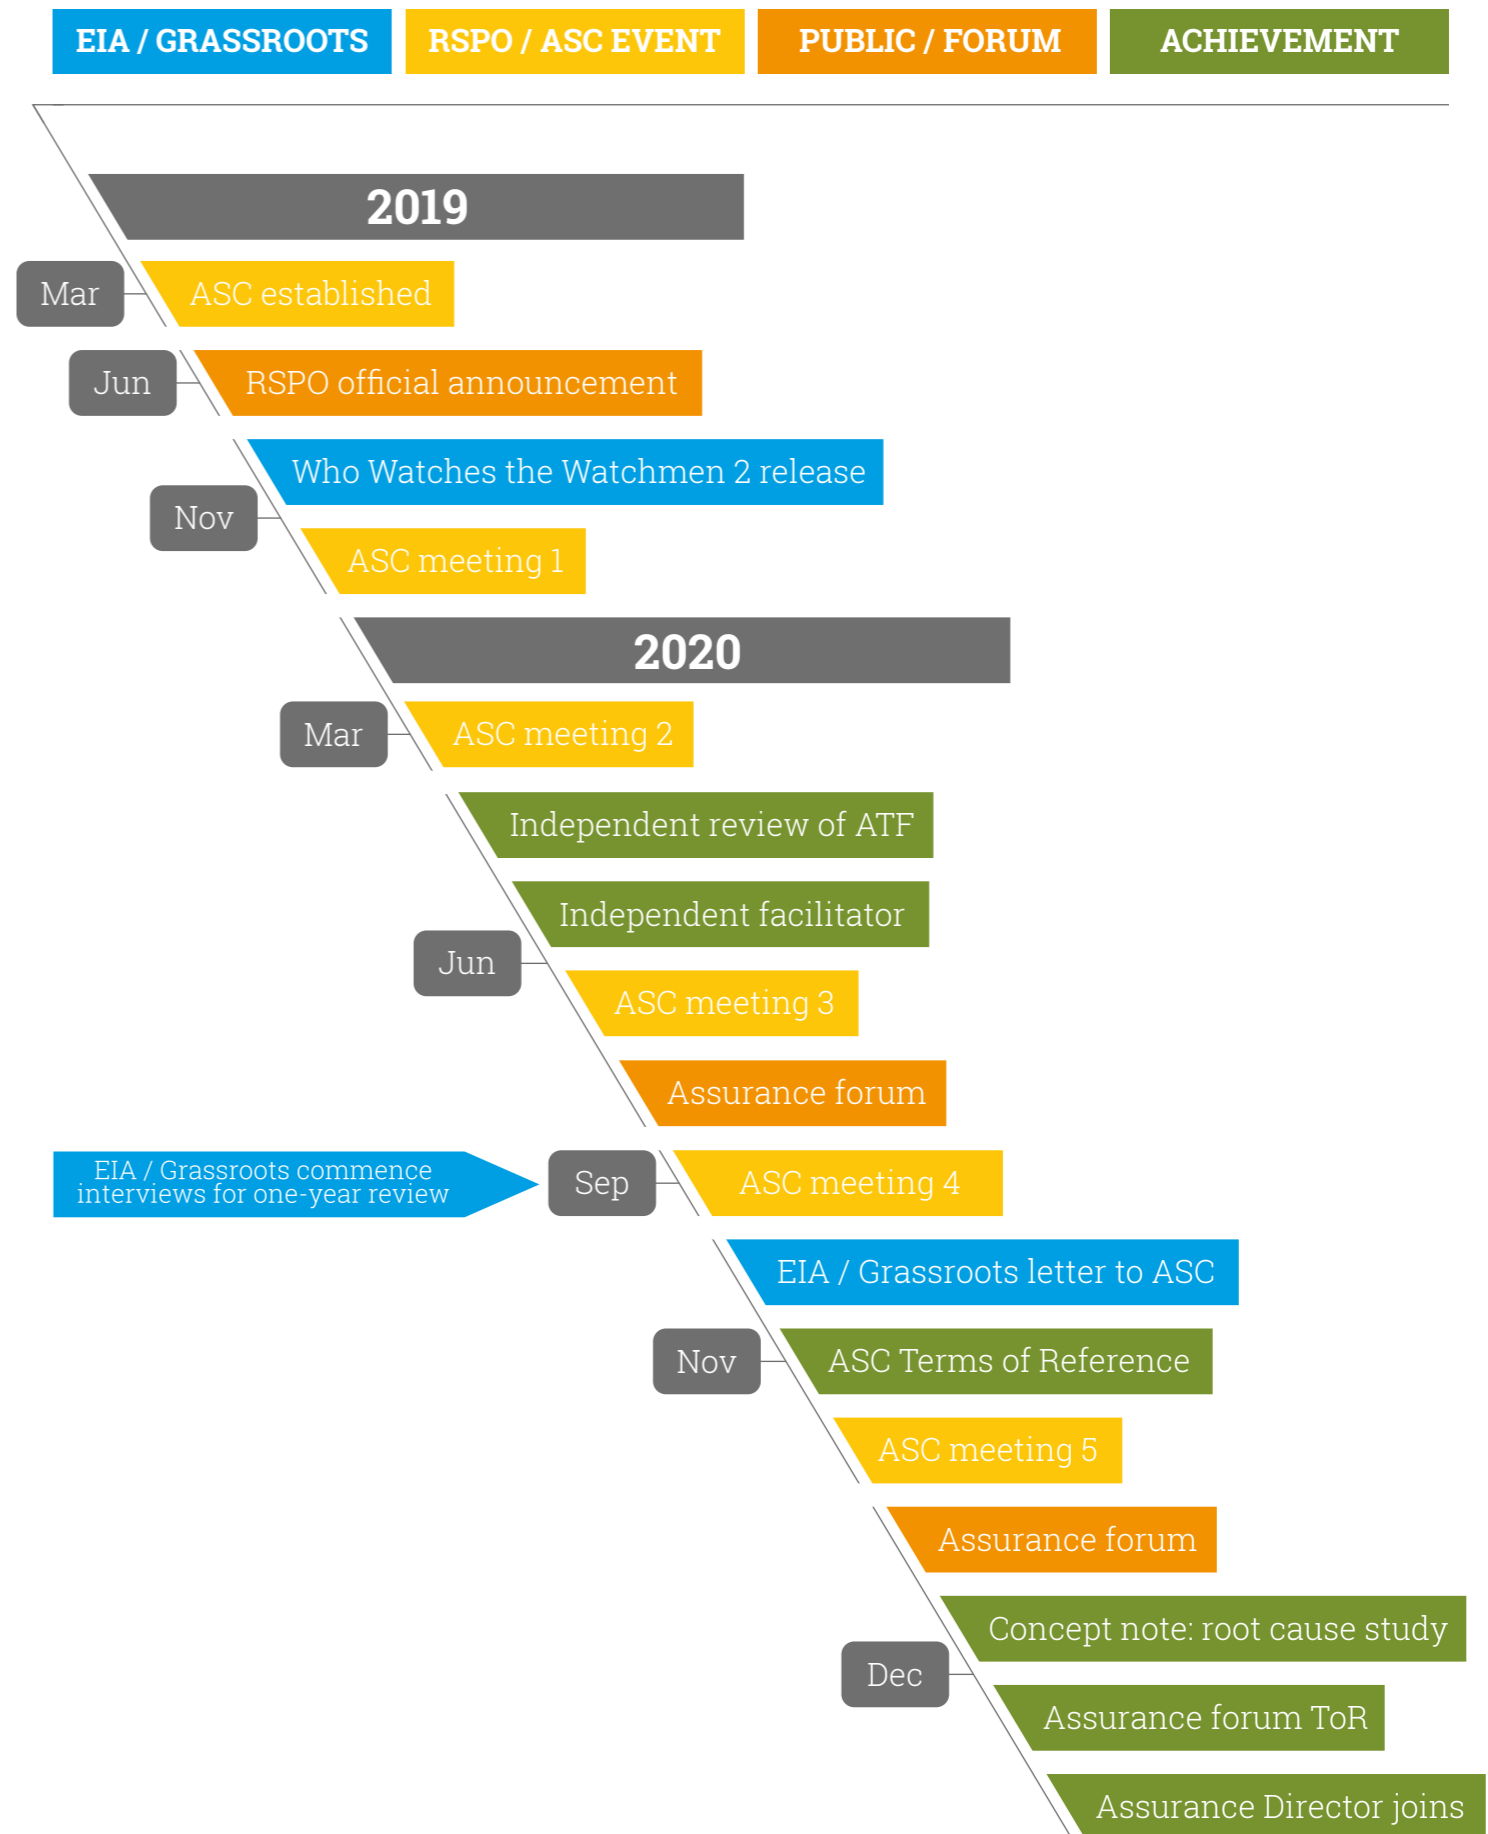 EIA / GRASSROOTS
RSPO / ASC EVENT
PUBLIC / FORUM
ACHIEVEMENT
2019
Mar
ASC established
Jun
RSPO official announcement
Who Watches the Watchmen 2 release
Nov
ASC meeting 1
2020
Mar
ASC meeting 2
Independent review of ATF
Independent facilitator
Jun
ASC meeting 3
Assurance forum
EIA / Grassroots commence
interviews for one-year review
Sep
ASC meeting 4
EIA / Grassroots letter to ASC
Nov
ASC Terms of Reference
ASC meeting 5
Assurance forum
Concept note: root cause study
Dec
Assurance forum ToR
Assurance Director joins